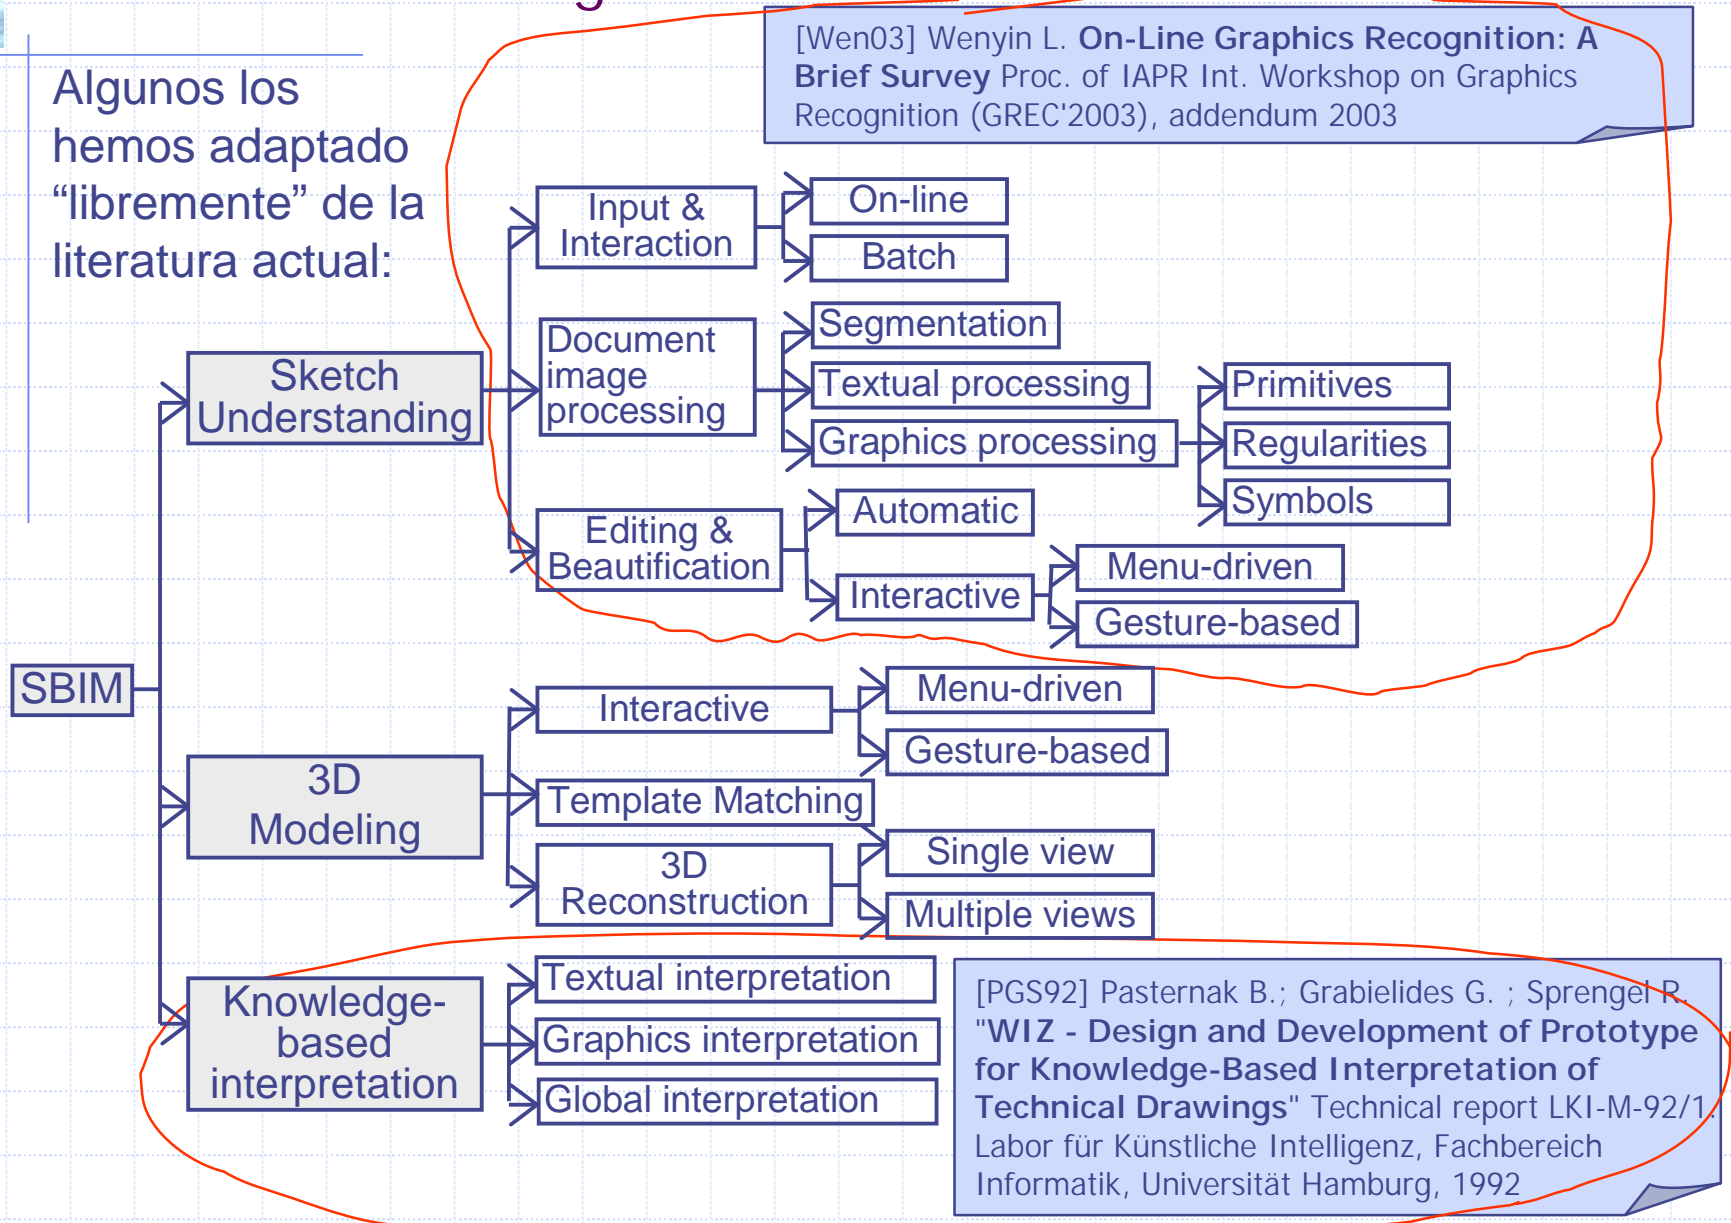 [Wen03] Wenyin L. On-Line Graphics Recognition: A
Brief Survey Proc. of IAPR Int. Workshop on Graphics
Recognition (GREC'2003), addendum 2003
Algunos los
hemos adaptado
“libremente” de la
literatura actual:
SBIM
Sketch
Understanding
Input &
Interaction
On-line
Batch
Document
image
processing
Segmentation
Textual processing
Graphics processing
Primitives
Regularities
Symbols
Editing &
Beautification
Automatic
Interactive
Menu-driven
Gesture-based
3D
Modeling
Interactive
Menu-driven
Gesture-based
Template Matching
3D
Reconstruction
Single view
Multiple views
Knowledge-
based
interpretation
Textual interpretation
Graphics interpretation
Global interpretation
[PGS92] Pasternak B.; Grabielides G. ; Sprengel R.
"WIZ - Design and Development of Prototype
for Knowledge-Based Interpretation of
Technical Drawings" Technical report LKI-M-92/1.
Labor für Künstliche Intelligenz, Fachbereich
Informatik, Universität Hamburg, 1992